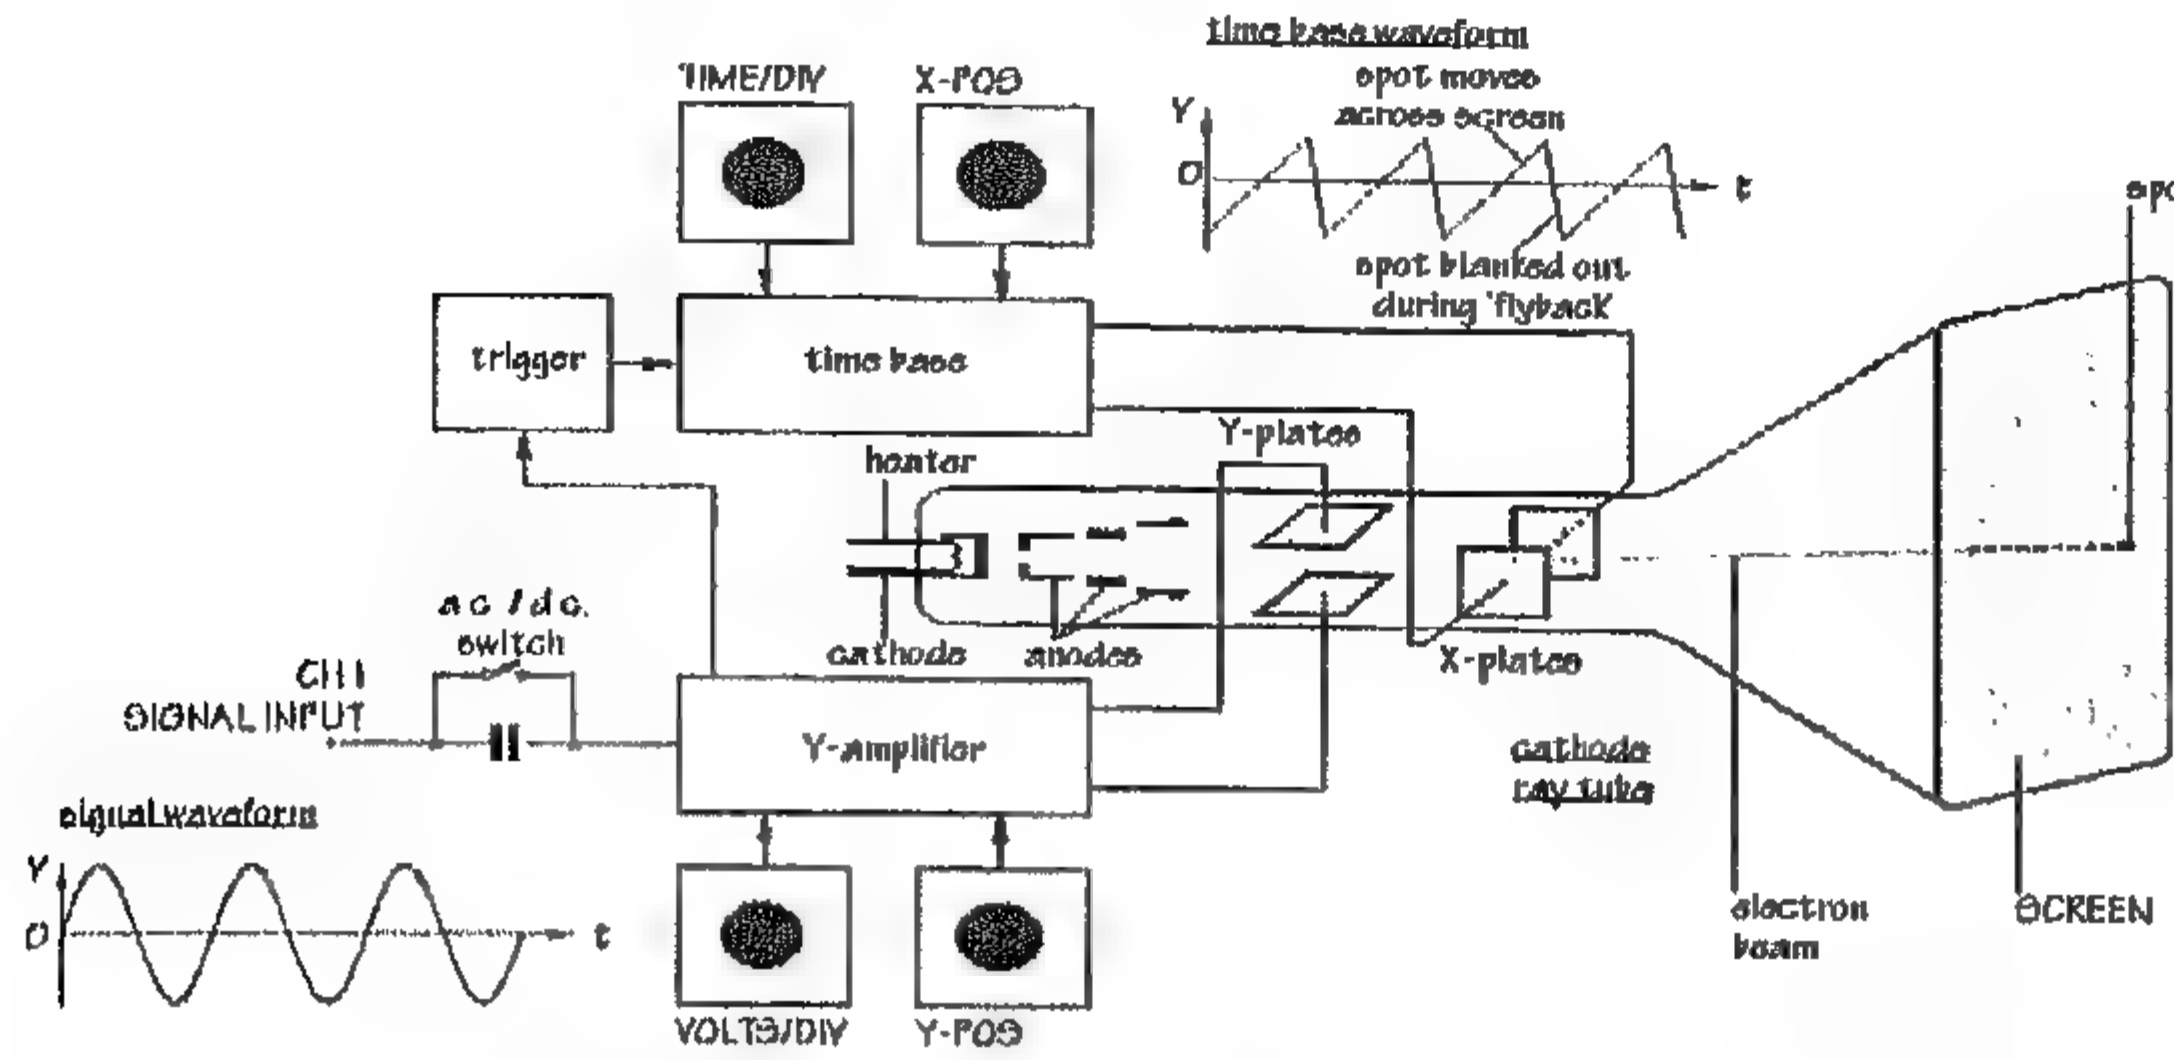 time base waveform
TIME/DIV
X-POS
spot moves
across screen
Y
O
t
spot blanked out
during 'flyback'
trigger
time base
Y-plates
heater
a c / d c.
switch
cathode
anodes
X-plates
CH I
SIGNAL INPUT
Y-amplifier
cathode
ray tube
signal waveform
Y
O
t
electron
beam
SCREEN
VOLTS/DIV
Y-POS